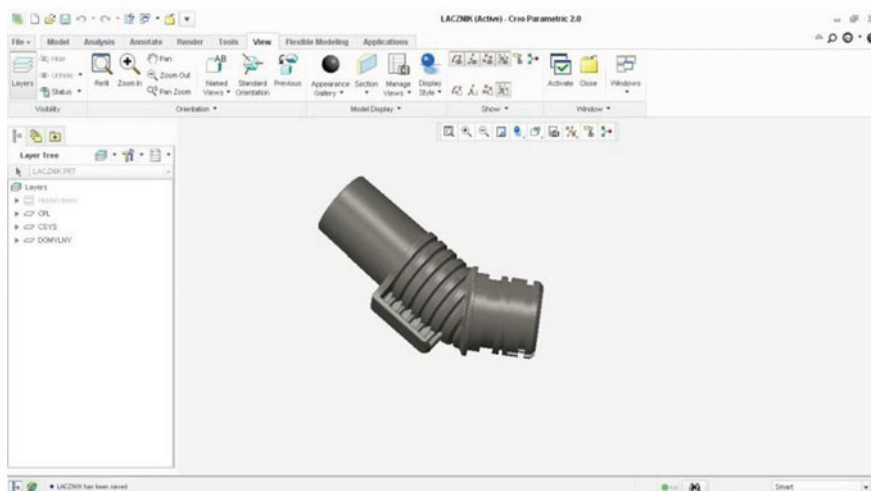 LACZNIK (Active) - Creo Parametric 2.0
File Model Analysis Annotate Render Tools View Flexible Modeling Applications
Layers
Hide
Unhide
Status
Visibility
Refit
Zoom In
Pan
Zoom Out
Pan Zoom
Named Views
Standard Orientation
Previous
Orientation
Appearance Gallery
Section
Manage Views
Display Style
Model Display
Show
Activate
Close
Windows
Window
Layer Tree
LACZNIK.PRT
Layers
Hidden Items
CPL
CSYS
DOMYLNY
LACZNIK has been saved.
Smart